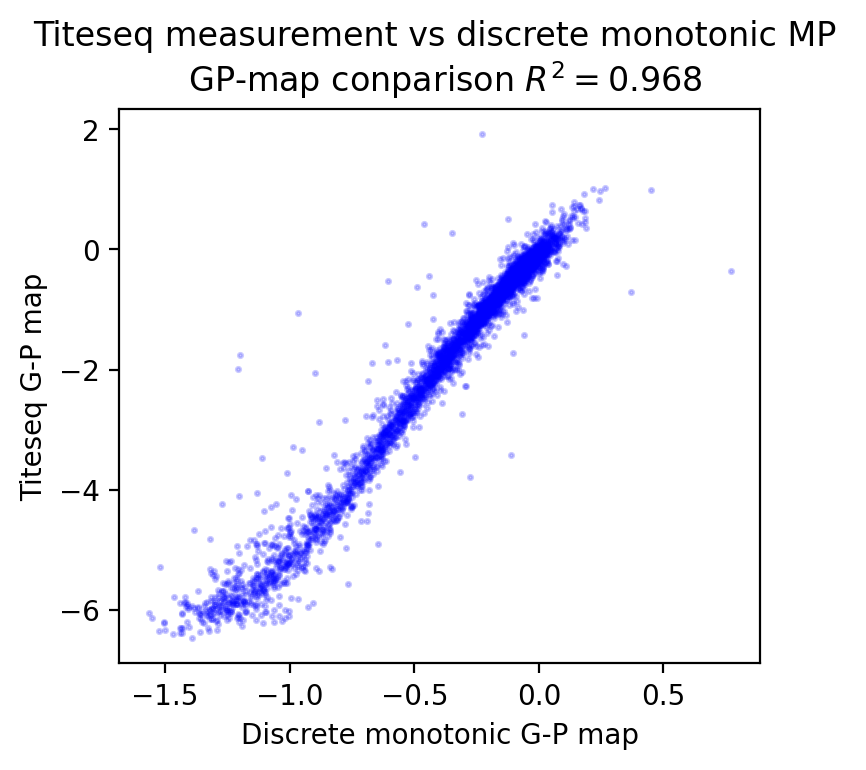 Titeseq measurement vs discrete monotonic MP
GP-map conparison $R^2 = 0.968$
2
0
−2
−4
−6
Titeseq G-P map
−1.5
−1.0
−0.5
0.0
0.5
Discrete monotonic G-P map